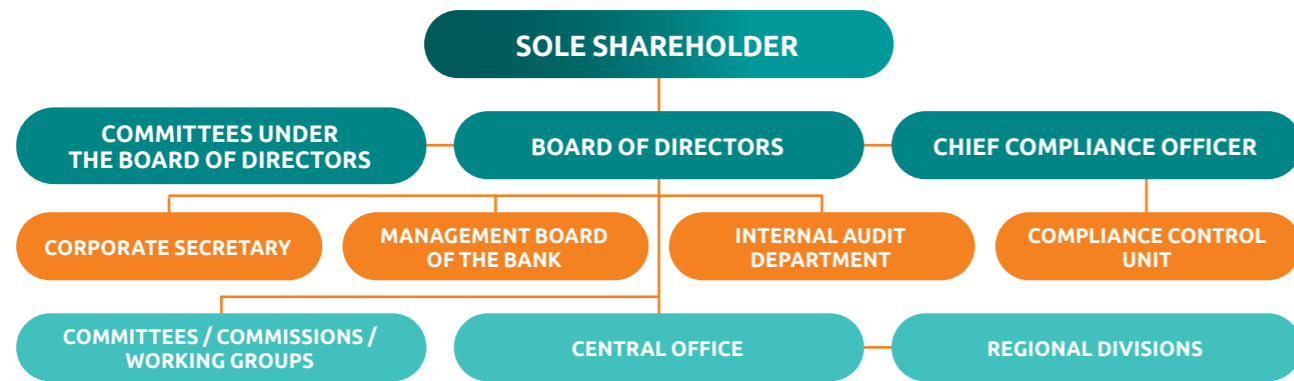 SOLE SHAREHOLDER
COMMITTEES UNDER
THE BOARD OF DIRECTORS
BOARD OF DIRECTORS
CHIEF COMPLIANCE OFFICER
CORPORATE SECRETARY
MANAGEMENT BOARD
OF THE BANK
INTERNAL AUDIT
DEPARTMENT
COMPLIANCE CONTROL
UNIT
COMMITTEES / COMMISSIONS /
WORKING GROUPS
CENTRAL OFFICE
REGIONAL DIVISIONS